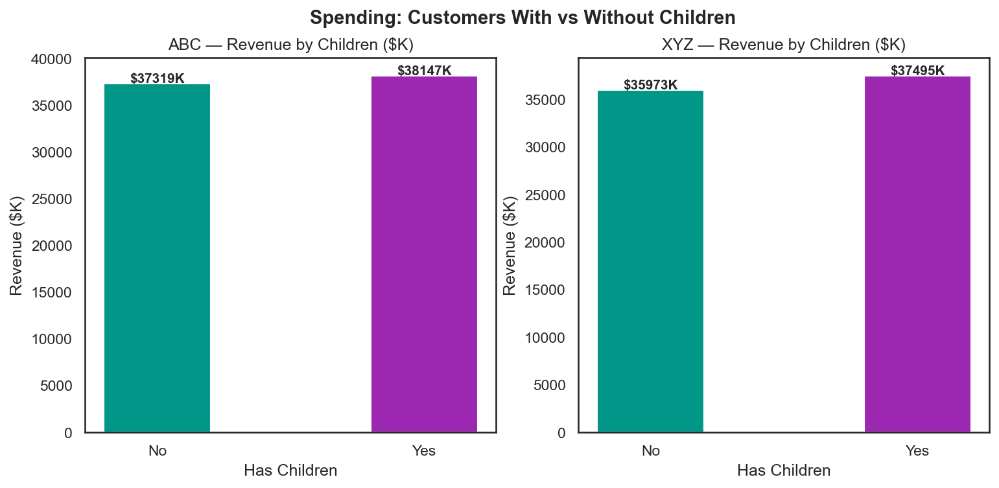 Spending: Customers With vs Without Children
ABC — Revenue by Children ($K)
Revenue ($K)
40000
35000
30000
25000
20000
15000
10000
5000
0
$37319K
$38147K
No
Yes
Has Children
XYZ — Revenue by Children ($K)
Revenue ($K)
35000
30000
25000
20000
15000
10000
5000
0
$35973K
$37495K
No
Yes
Has Children